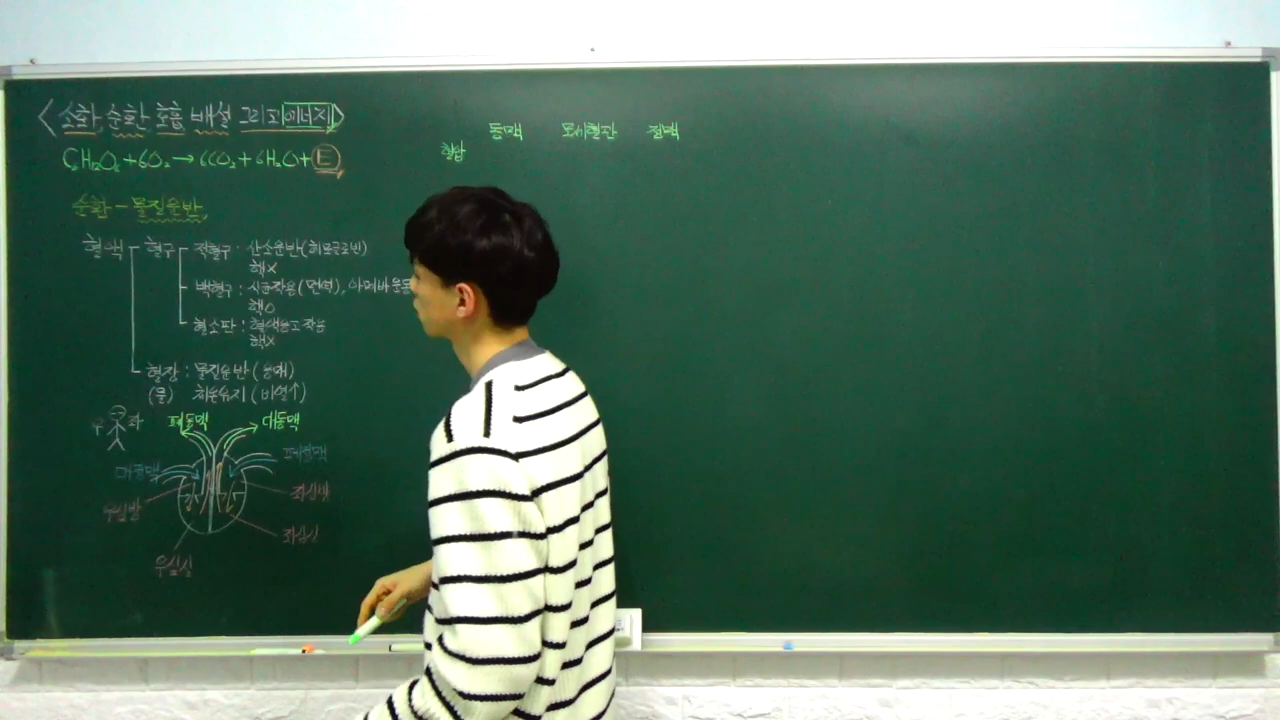 <소화, 순환, 호흡, 배설 그리고 에너지>
C₆H₁₂O₆ + 6O₂ → 6CO₂ + 6H₂O + E
순환 - 물질운반
혈액 혈구 적혈구 : 산소운반 (헤모글로빈)
핵X
백혈구 : 식균작용 (면역), 아메바운동
핵O
혈소판 : 혈액응고 작용
핵X
혈장 : 물질운반 (용매)
(물) 체온유지 (비열↑)
우 좌 폐동맥 대동맥
폐정맥
우심방 좌심방
좌심실
우심실
동맥 모세혈관 정맥
혈압